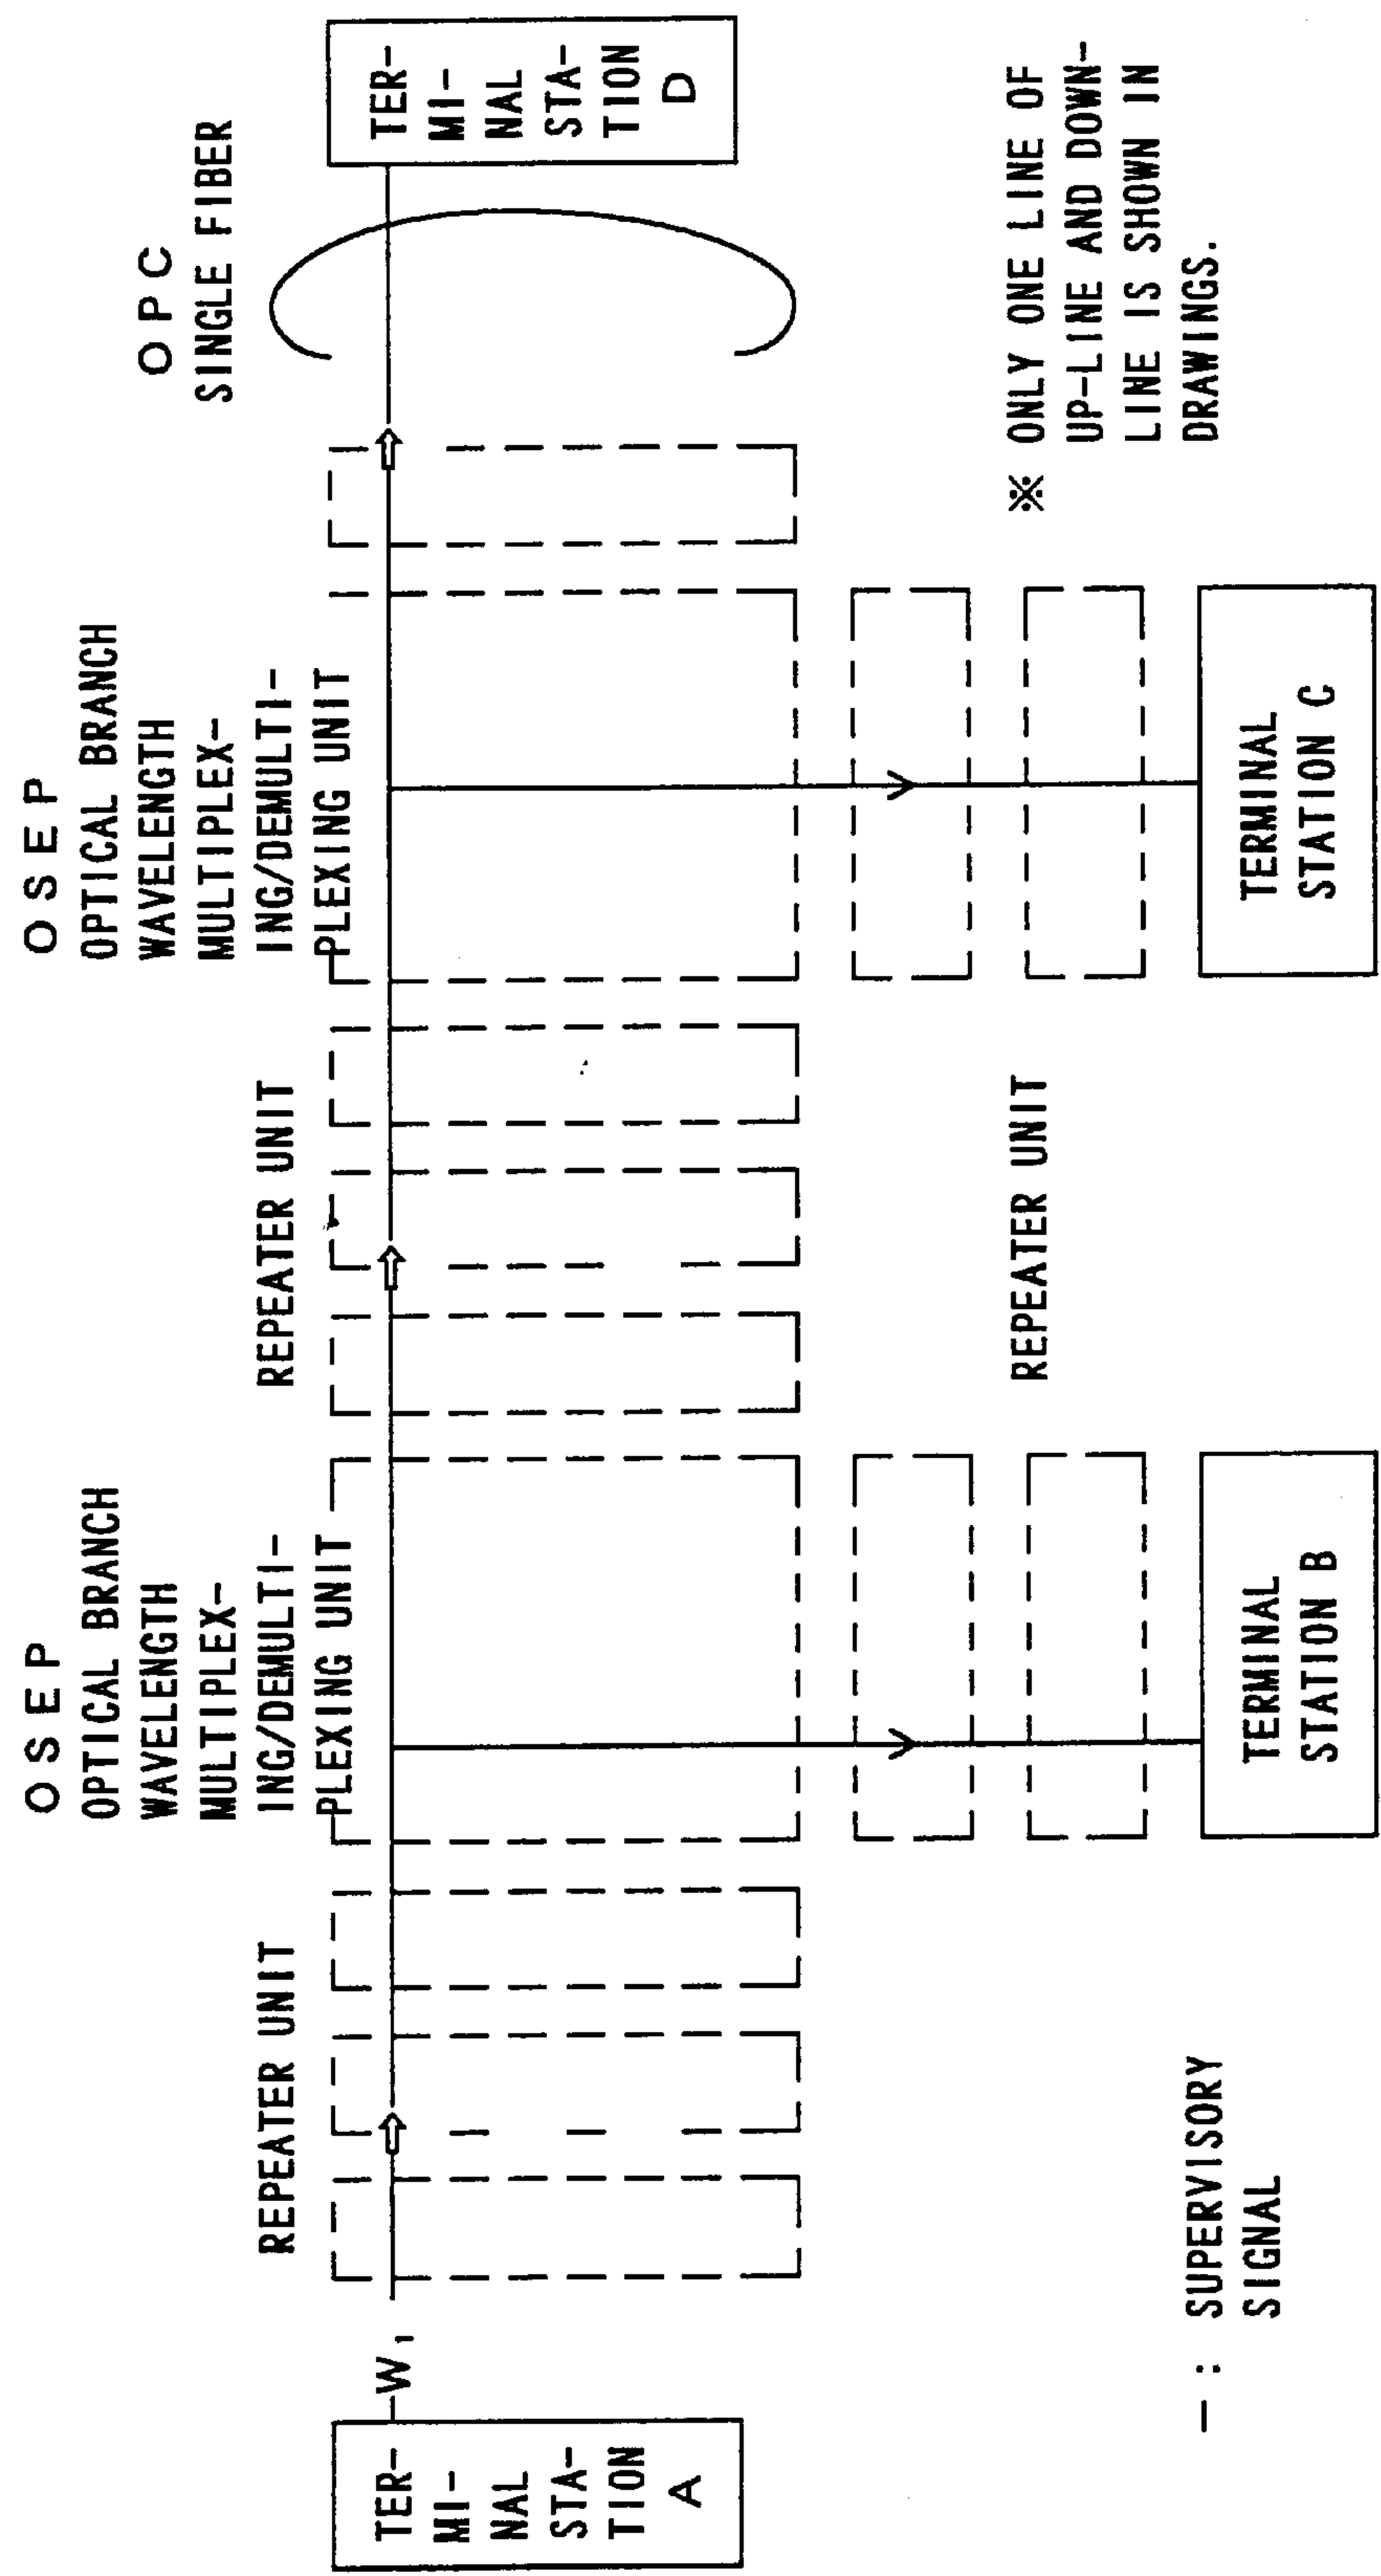 OSEP
OPTICAL BRANCH
WAVELENGTH
MULTIPLEX-
ING/DEMULTI-
PLEXING UNIT
OSEP
OPTICAL BRANCH
WAVELENGTH
MULTIPLEX-
ING/DEMULTI-
PLEXING UNIT
OPC
SINGLE FIBER
REPEATER UNIT
REPEATER UNIT
TER-
MI-
NAL
STA-
TION
A
W1
TER-
MI-
NAL
STA-
TION
D
REPEATER UNIT
※ ONLY ONE LINE OF
UP-LINE AND DOWN-
LINE IS SHOWN IN
DRAWINGS.
TERMINAL
STATION B
TERMINAL
STATION C
— : SUPERVISORY
SIGNAL